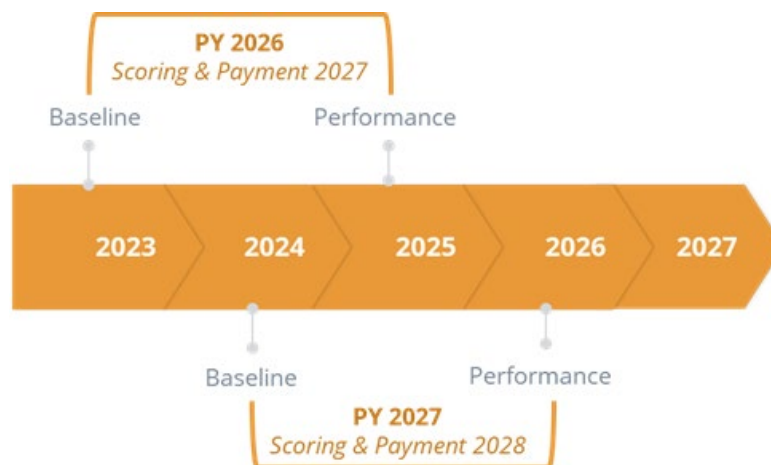 PY 2026
Scoring & Payment 2027
Baseline Performance
2023 2024 2025 2026 2027
Baseline Performance
PY 2027
Scoring & Payment 2028